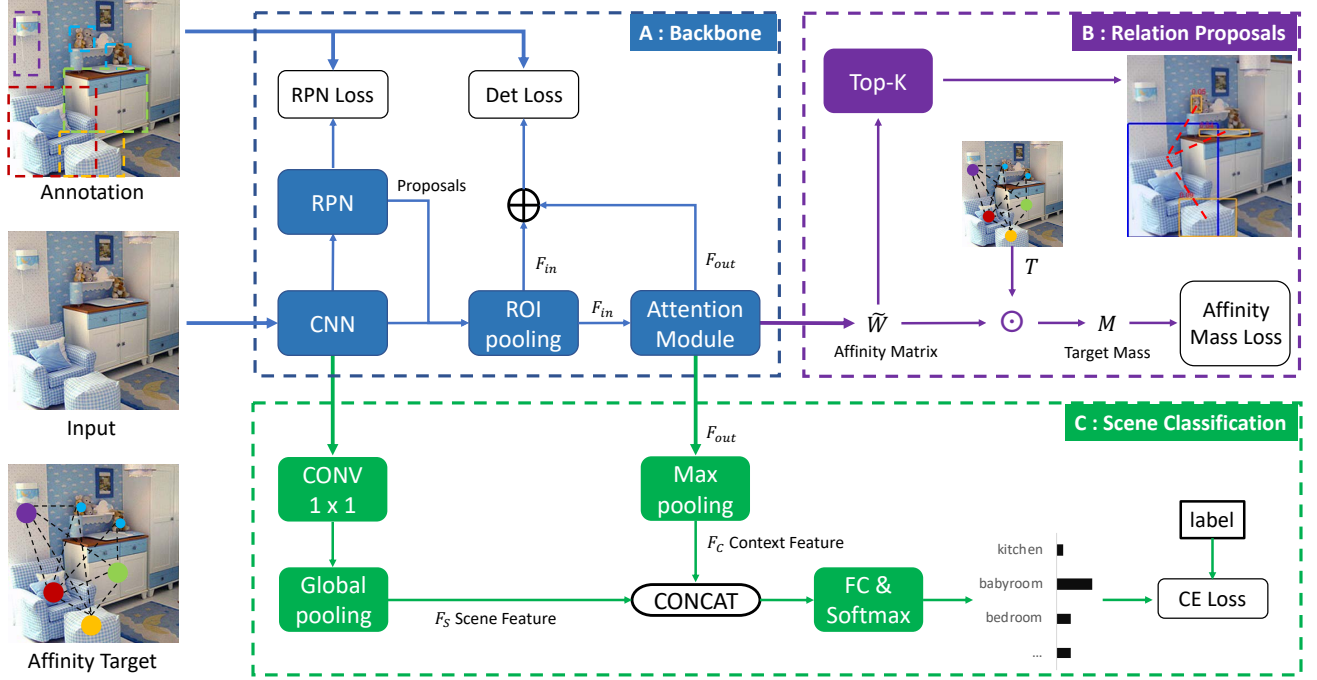 A : Backbone
B : Relation Proposals
RPN Loss
Det Loss
Top-K
Annotation
RPN
Proposals
F_in
F_out
T
CNN
ROI
pooling
F_in
Attention
Module
W̃
Affinity Matrix
⊙
M
Target Mass
Affinity
Mass Loss
Input
C : Scene Classification
F_out
CONV
1 x 1
Max
pooling
F_C Context Feature
Global
pooling
F_S Scene Feature
CONCAT
FC &
Softmax
kitchen
babyroom
bedroom
...
label
CE Loss
Affinity Target